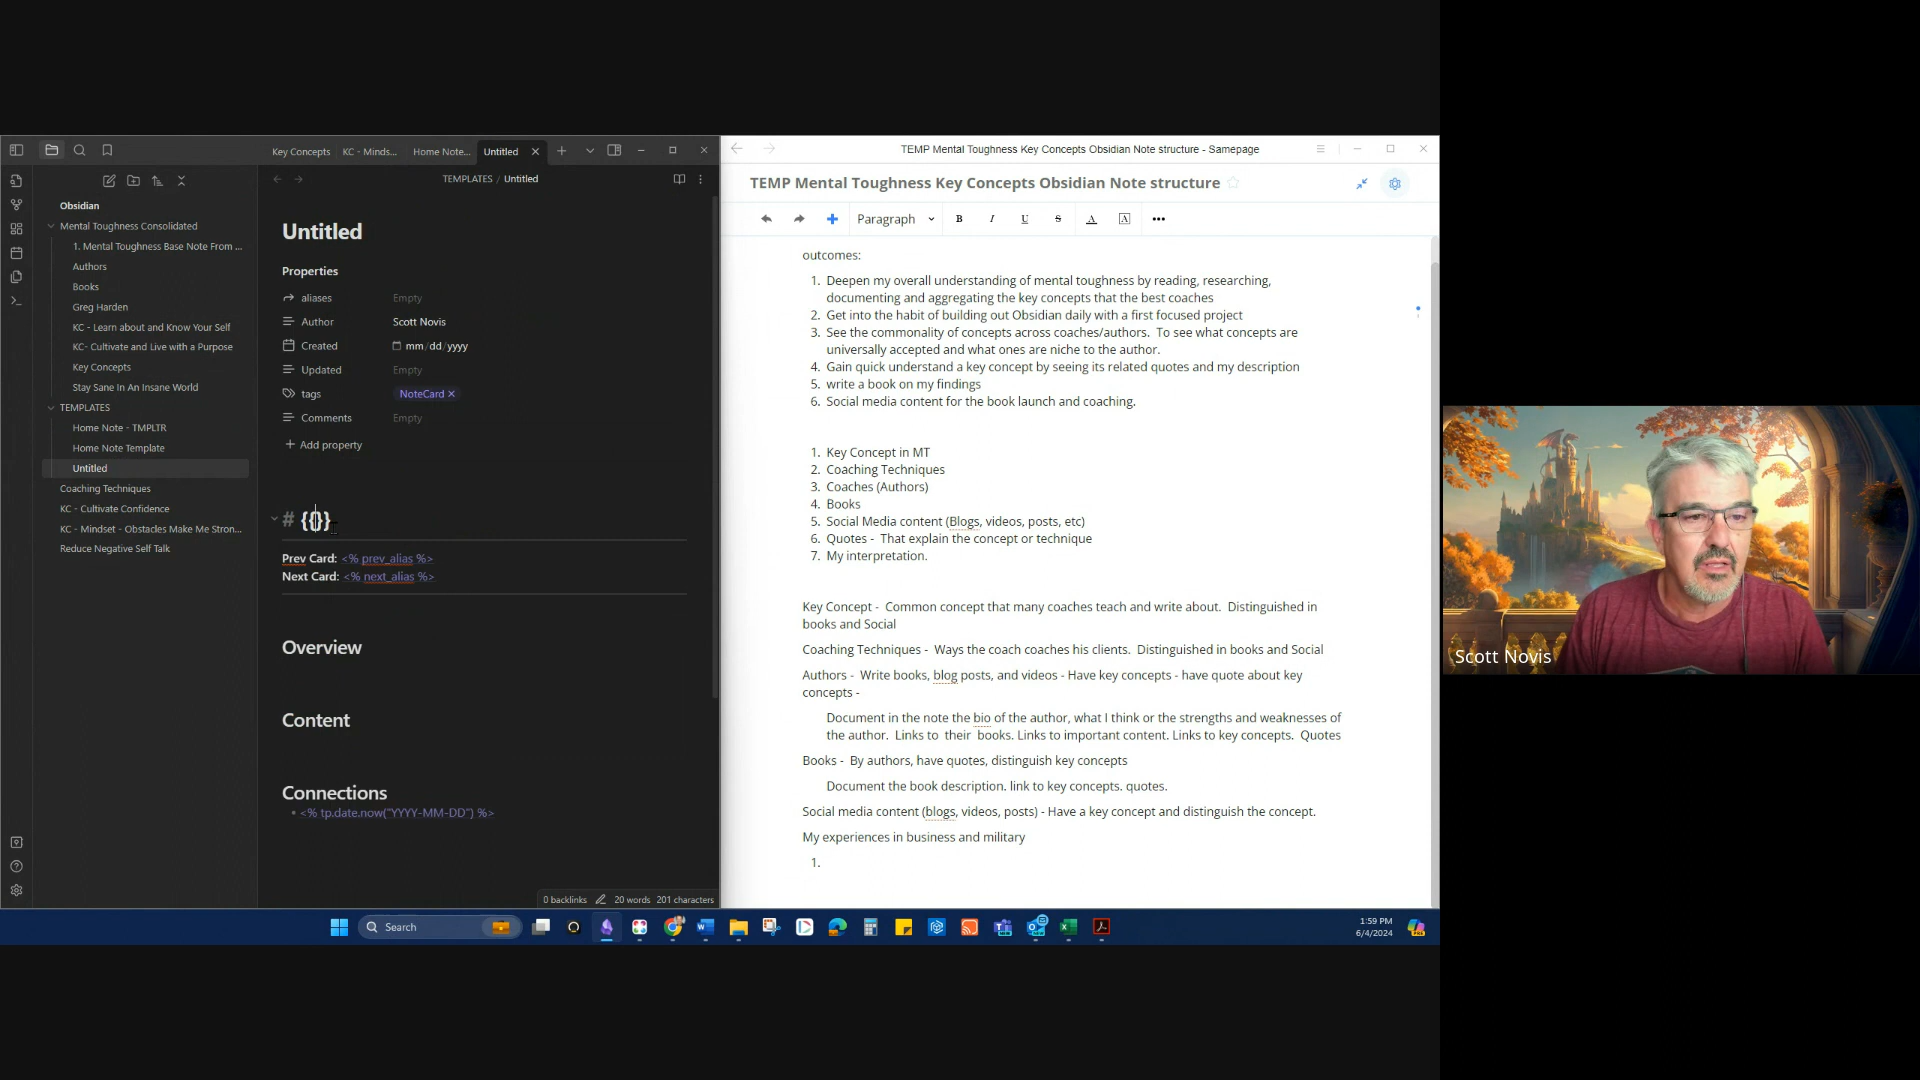 Key Concepts
KC - Minds...
Home Note...
Untitled
TEMPLATES / Untitled
Obsidian
Mental Toughness Consolidated
1. Mental Toughness Base Note From ...
Authors
Books
Greg Harden
KC - Learn about and Know Your Self
KC- Cultivate and Live with a Purpose
Key Concepts
Stay Sane In An Insane World
TEMPLATES
Home Note - TMPLTR
Home Note Template
Untitled
Coaching Techniques
KC - Cultivate Confidence
KC - Mindset - Obstacles Make Me Stron...
Reduce Negative Self Talk
Untitled
Properties
aliases Empty
Author Scott Novis
Created mm/dd/yyyy
Updated Empty
tags NoteCard ×
Comments Empty
+ Add property
# {{}}
Prev Card: <% prev_alias %>
Next Card: <% next_alias %>
Overview
Content
Connections
• <% tp.date.now("YYYY-MM-DD") %>
0 backlinks 20 words 201 characters
TEMP Mental Toughness Key Concepts Obsidian Note structure - Samepage
TEMP Mental Toughness Key Concepts Obsidian Note structure
Paragraph B I U S A A •••
outcomes:
1. Deepen my overall understanding of mental toughness by reading, researching,
documenting and aggregating the key concepts that the best coaches
2. Get into the habit of building out Obsidian daily with a first focused project
3. See the commonality of concepts across coaches/authors. To see what concepts are
universally accepted and what ones are niche to the author.
4. Gain quick understand a key concept by seeing its related quotes and my description
5. write a book on my findings
6. Social media content for the book launch and coaching.
1. Key Concept in MT
2. Coaching Techniques
3. Coaches (Authors)
4. Books
5. Social Media content (Blogs, videos, posts, etc)
6. Quotes - That explain the concept or technique
7. My interpretation.
Key Concept - Common concept that many coaches teach and write about. Distinguished in
books and Social
Coaching Techniques - Ways the coach coaches his clients. Distinguished in books and Social
Authors - Write books, blog posts, and videos - Have key concepts - have quote about key
concepts -
Document in the note the bio of the author, what I think or the strengths and weaknesses of
the author. Links to their books. Links to important content. Links to key concepts. Quotes
Books - By authors, have quotes, distinguish key concepts
Document the book description. link to key concepts. quotes.
Social media content (blogs, videos, posts) - Have a key concept and distinguish the concept.
My experiences in business and military
1.
Search
1:59 PM
6/4/2024
Scott Novis